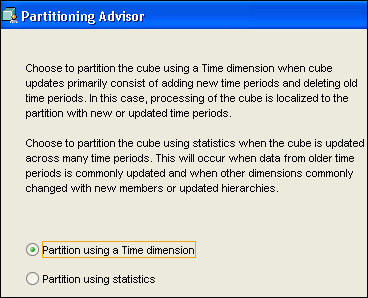 Partitioning Advisor
Choose to partition the cube using a Time dimension when cube
updates primarily consist of adding new time periods and deleting old
time periods. In this case, processing of the cube is localized to the
partition with new or updated time periods.
Choose to partition the cube using statistics when the cube is updated
across many time periods. This will occur when data from older time
periods is commonly updated and when other dimensions commonly
changed with new members or updated hierarchies.
Partition using a Time dimension
Partition using statistics